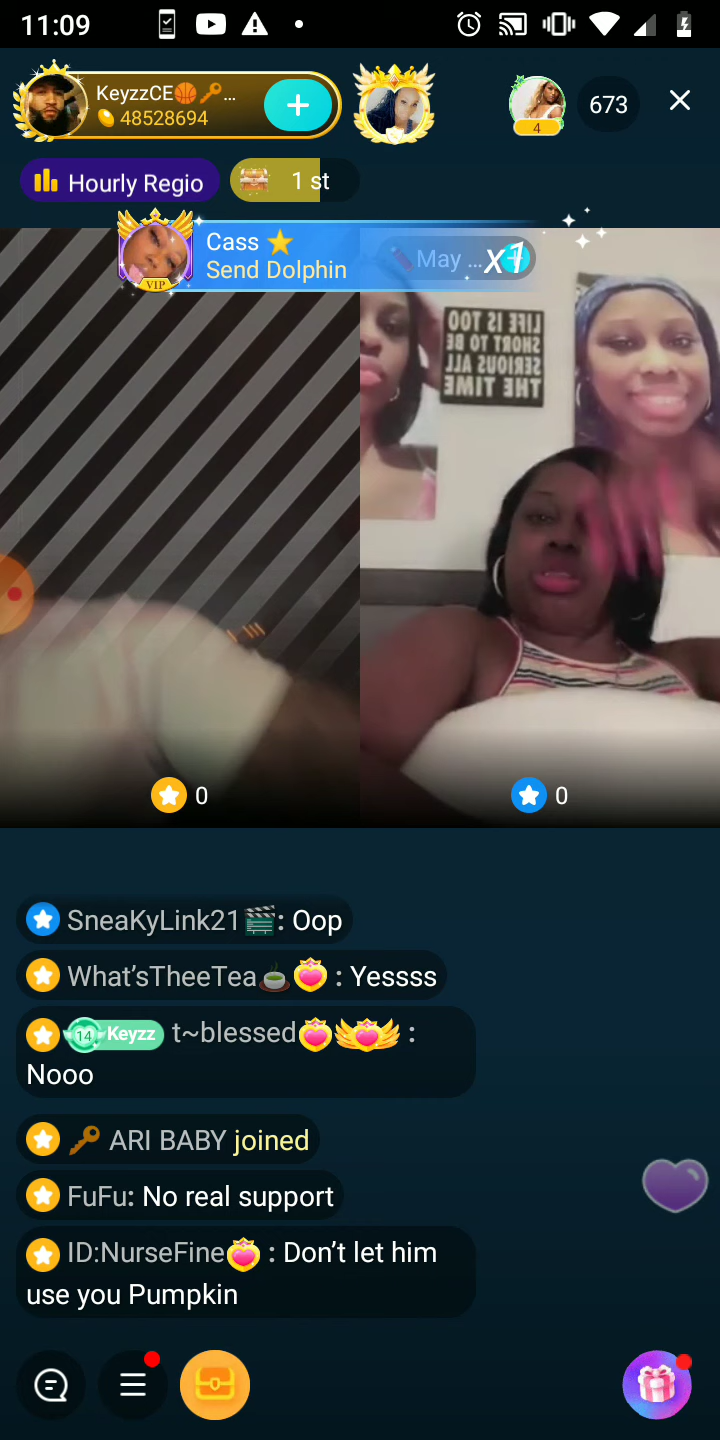 11:09
KeyzzCE🏀🔑...
48528694
4
673
Hourly Regio
1 st
Cass ⭐
Send Dolphin
VIP
May ...
x1
LIFE IS TOO
SHORT TO BE
SERIOUS ALL
THE TIME
0
0
SneaKyLink21🎬: Oop
What'sTheeTea🍵 : Yessss
14 Keyzz t~blessed :
Nooo
🔑 ARI BABY joined
FuFu: No real support
ID:NurseFine : Don't let him
use you Pumpkin